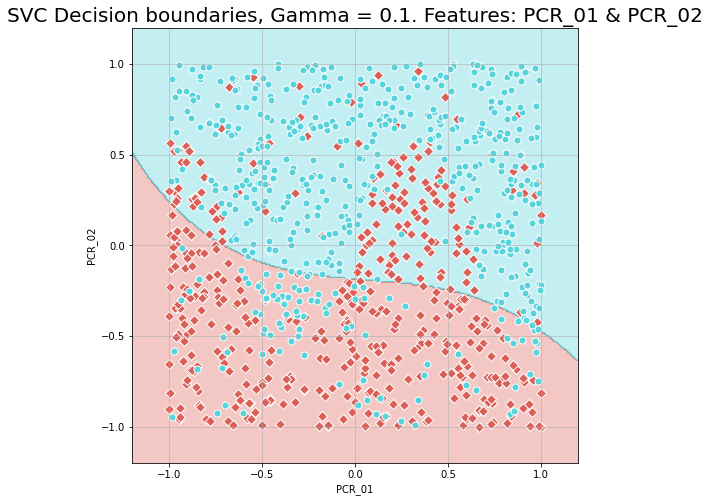 SVC Decision boundaries, Gamma = 0.1. Features: PCR_01 & PCR_02
1.0
0.5
0.0
−0.5
−1.0
PCR_02
−1.0 −0.5 0.0 0.5 1.0
PCR_01